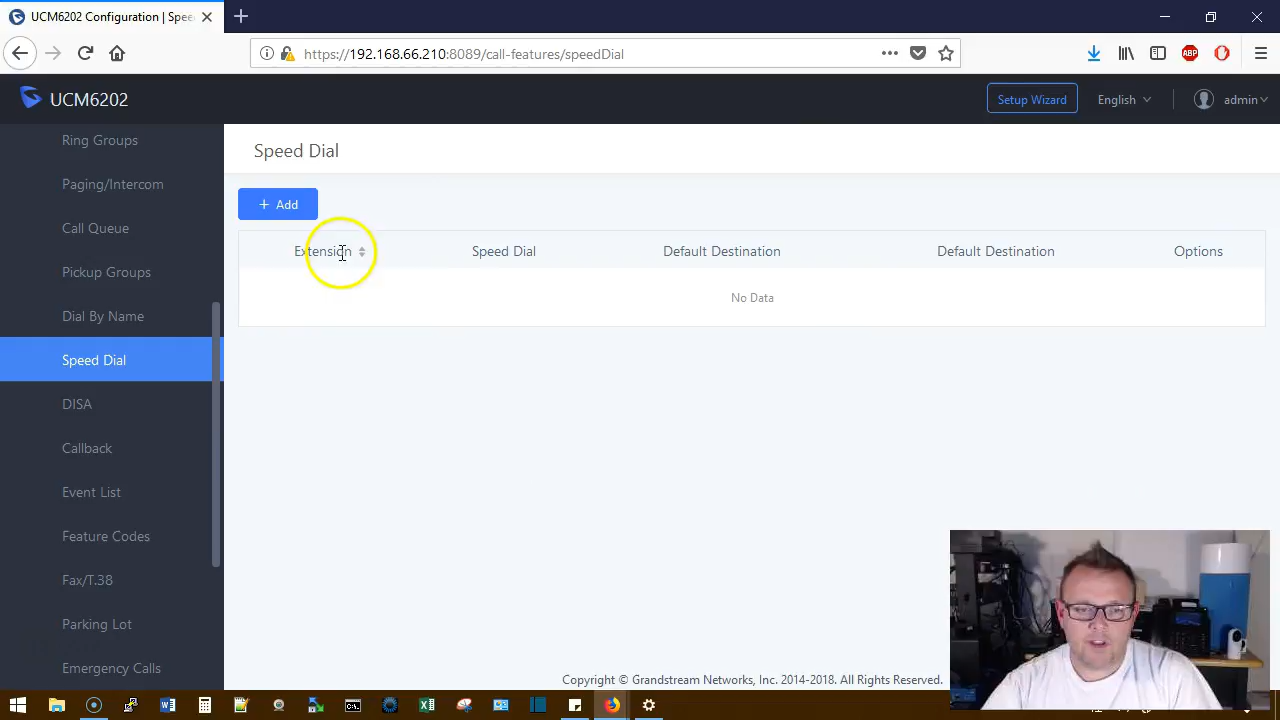 UCM6202 Configuration | Spee
https://192.168.66.210:8089/call-features/speedDial
ABP
UCM6202
Setup Wizard
English
admin
Ring Groups
Paging/Intercom
Call Queue
Pickup Groups
Dial By Name
Speed Dial
DISA
Callback
Event List
Feature Codes
Fax/T.38
Parking Lot
Emergency Calls
Speed Dial
+ Add
Extension
Speed Dial
Default Destination
Default Destination
Options
No Data
Copyright © Grandstream Networks, Inc. 2014-2018. All Rights Reserved.